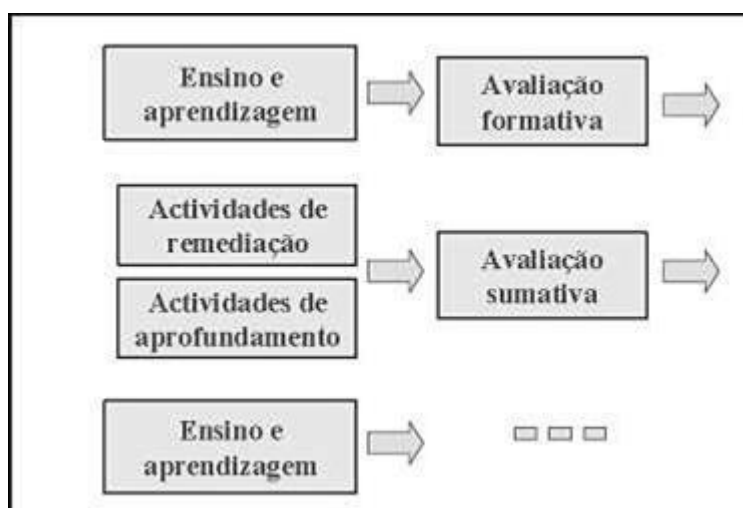 Ensino e
aprendizagem
Avaliação
formativa
Actividades de
remediação
Actividades de
aprofundamento
Avaliação
sumativa
Ensino e
aprendizagem